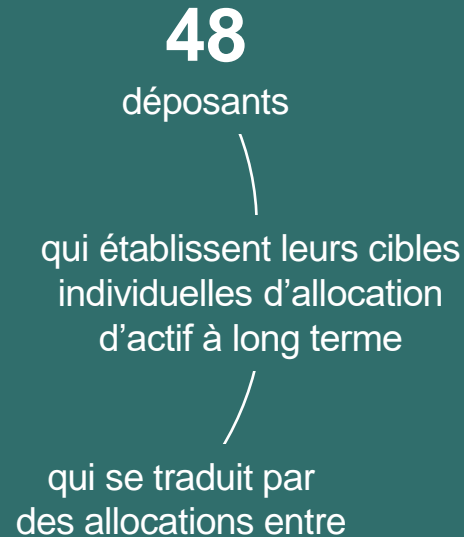 48
déposants
qui établissent leurs cibles
individuelles d'allocation
d'actif à long terme
qui se traduit par
des allocations entre